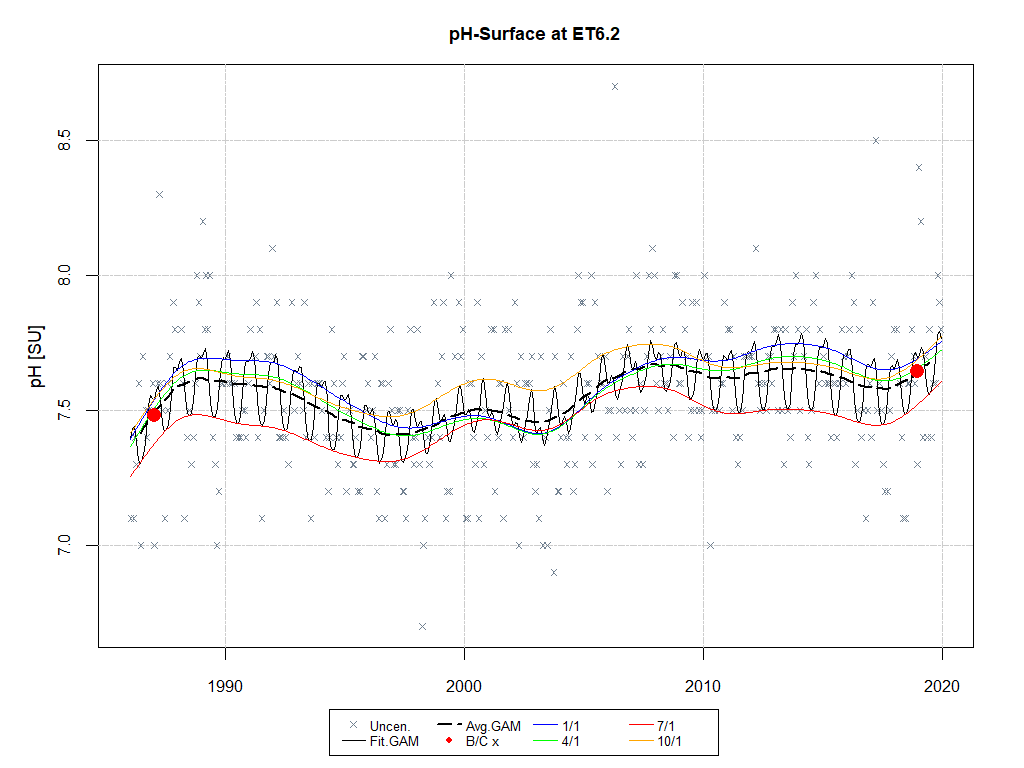 pH-Surface at ET6.2
pH [SU]
8.5
8.0
7.5
7.0
1990 2000 2010 2020
Uncen. Avg.GAM 1/1 7/1
Fit.GAM B/C x 4/1 10/1